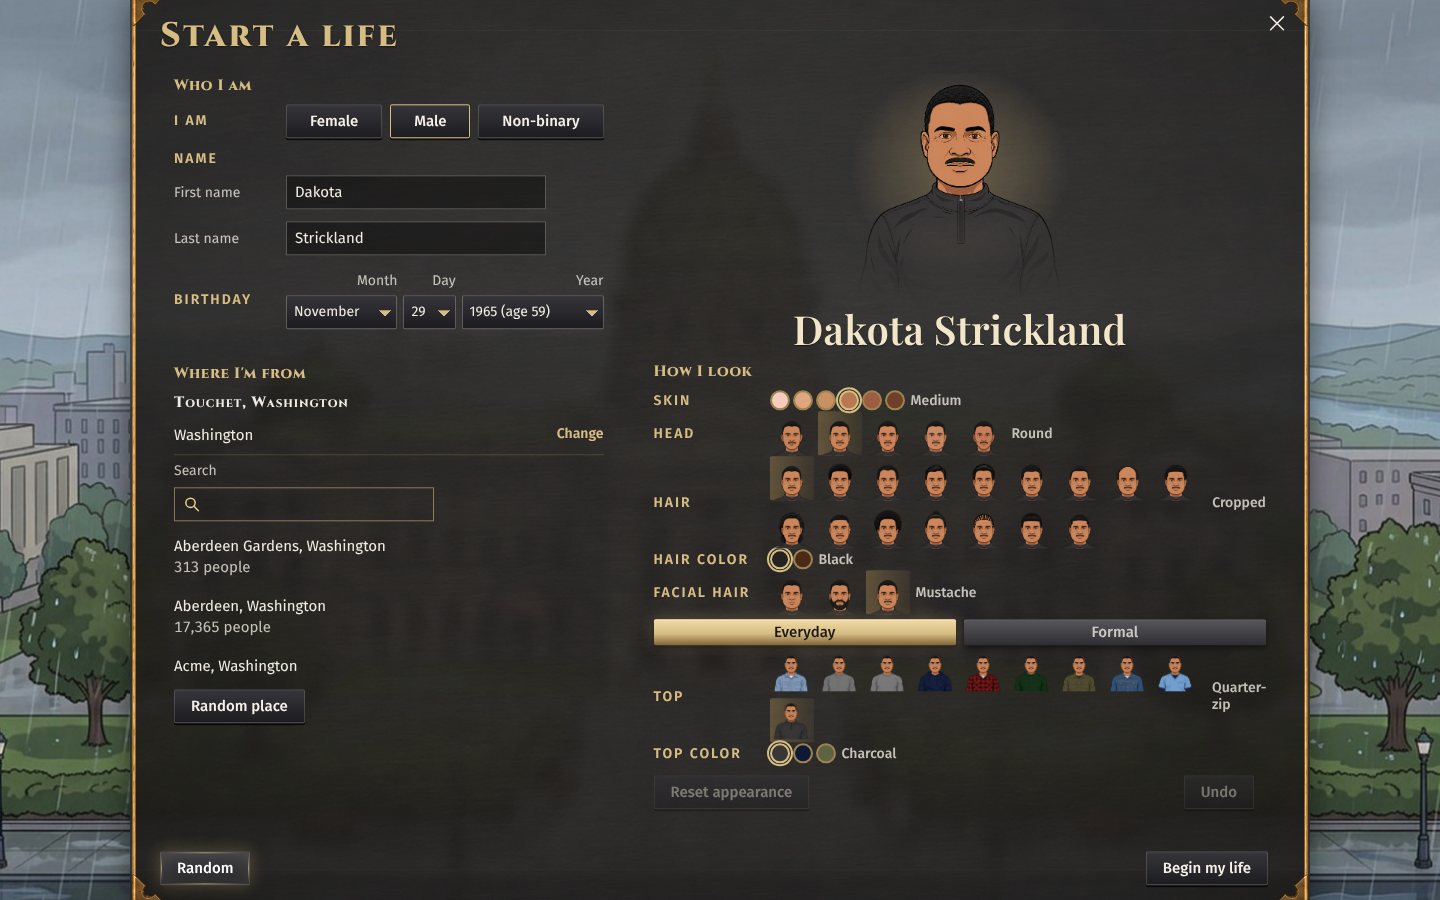 Start a life
Who I am
I AM
Female
Male
Non-binary
NAME
First name
Dakota
Last name
Strickland
Month
Day
Year
BIRTHDAY
November
29
1965 (age 59)
Where I'm from
Touchet, Washington
Washington
Change
Search
Aberdeen Gardens, Washington
313 people
Aberdeen, Washington
17,365 people
Acme, Washington
Random place
Random
Dakota Strickland
How I look
SKIN
Medium
HEAD
Round
HAIR
Cropped
HAIR COLOR
Black
FACIAL HAIR
Mustache
Everyday
Formal
TOP
Quarter-
zip
TOP COLOR
Charcoal
Reset appearance
Undo
Begin my life